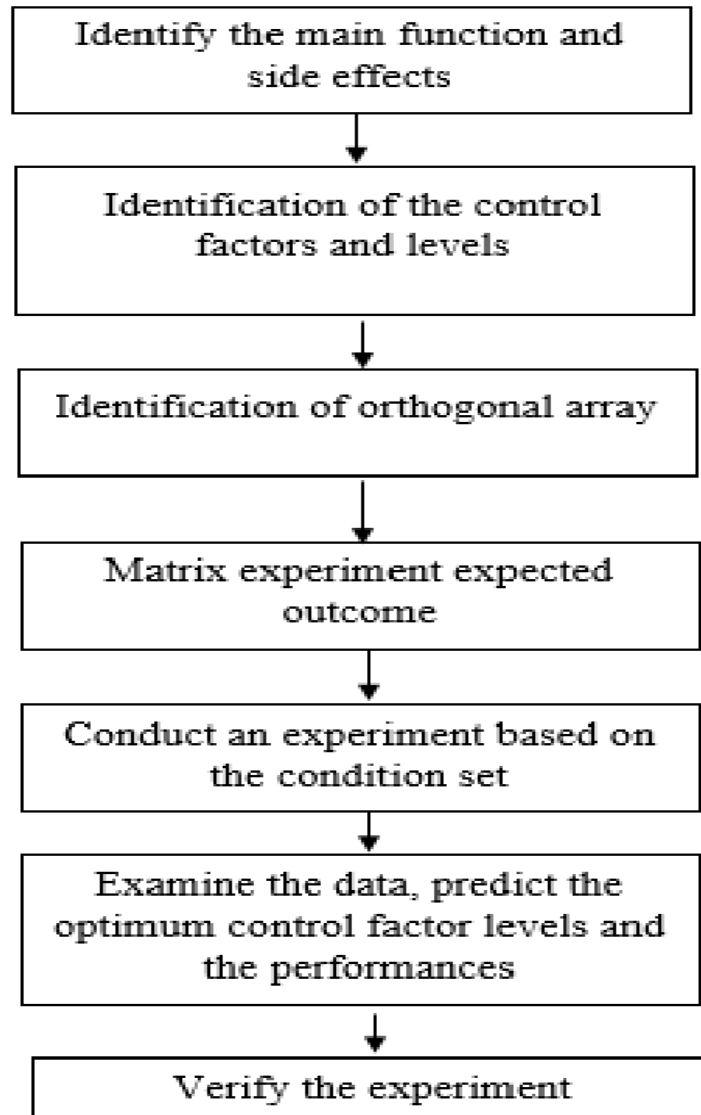 Identify the main function and
side effects
Identification of the control
factors and levels
Identification of orthogonal array
Matrix experiment expected
outcome
Conduct an experiment based on
the condition set
Examine the data, predict the
optimum control factor levels and
the performances
Verify the experiment